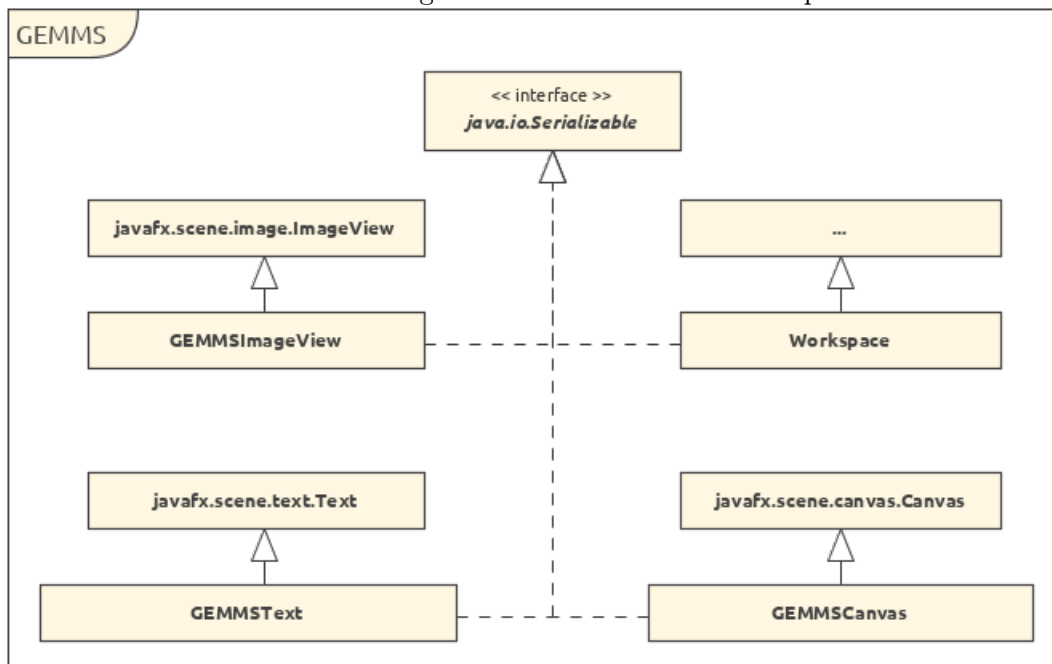 GEMMS
<< interface >>
java.io.Serializable
javafx.scene.image.ImageView
...
GEMMSImageView
Workspace
javafx.scene.text.Text
javafx.scene.canvas.Canvas
GEMMSText
GEMMSCanvas